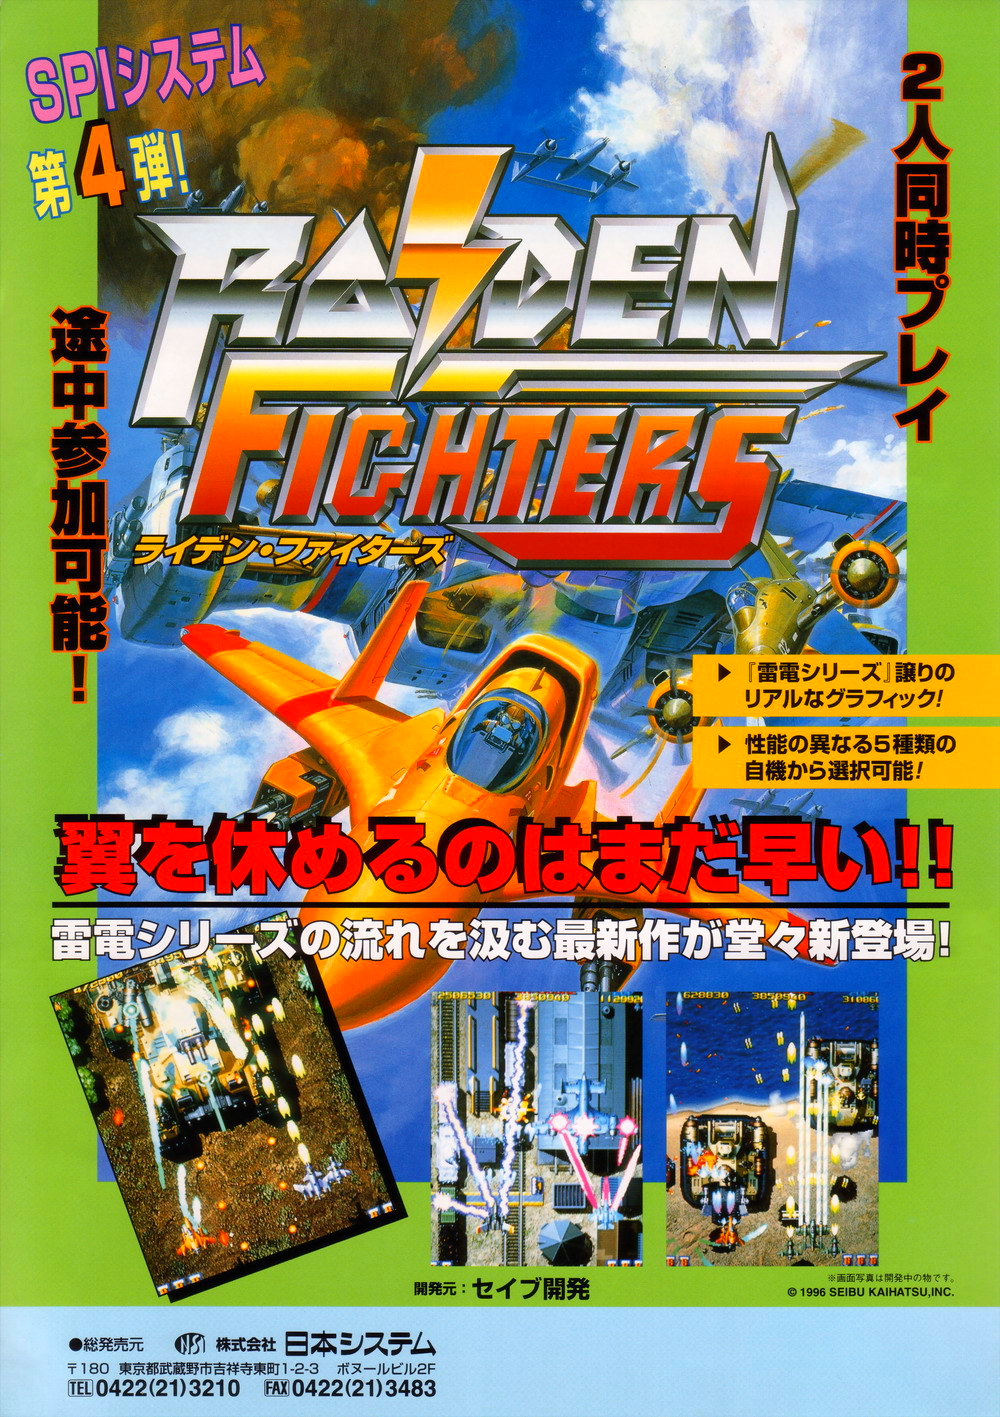 SPIシステム
第4弾!
2人同時プレイ
途中参加可能!
RAIDEN
FIGHTERS
ライデン・ファイターズ
▶『雷電シリーズ』譲りの
リアルなグラフィック!
▶性能の異なる5種類の
自機から選択可能!
翼を休めるのはまだ早い!!
雷電シリーズの流れを汲む最新作が堂々新登場!
2506530 3850940
628830 3850940
開発元:セイブ開発
※画面写真は開発中の物です。
© 1996 SEIBU KAIHATSU,INC.
●総発売元 NSI 株式会社 日本システム
〒180 東京都武蔵野市吉祥寺東町1-2-3 ボヌールビル2F
TEL 0422(21)3210 FAX 0422(21)3483